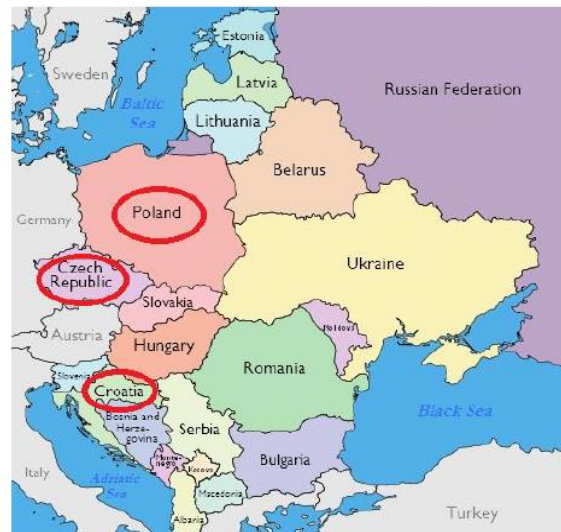 Estonia
Sweden
Latvia
Russian Federation
Baltic
Sea
Lithuania
Belarus
Poland
Germany
Ukraine
Czech
Republic
Slovakia
Moldova
Austria
Hungary
Romania
Slovenia
Croatia
Bosnia and
Herze-
govina
Serbia
Black Sea
Monte-
negro
Kosovo
Bulgaria
Italy
Adriatic
Sea
Macedonia
Albania
Turkey